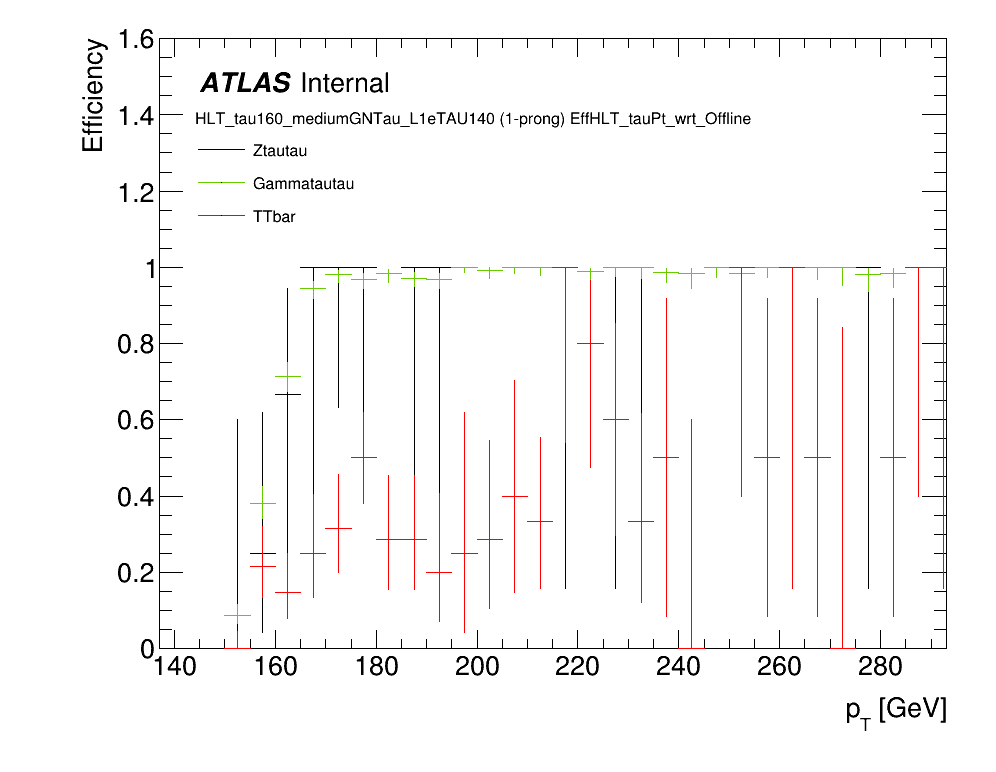 Efficiency
1.6
1.4
1.2
1
0.8
0.6
0.4
0.2
0
ATLAS Internal
HLT_tau160_mediumGNTau_L1eTAU140 (1-prong) EffHLT_tauPt_wrt_Offline
Ztautau
Gammatautau
TTbar
140 160 180 200 220 240 260 280
p_T [GeV]